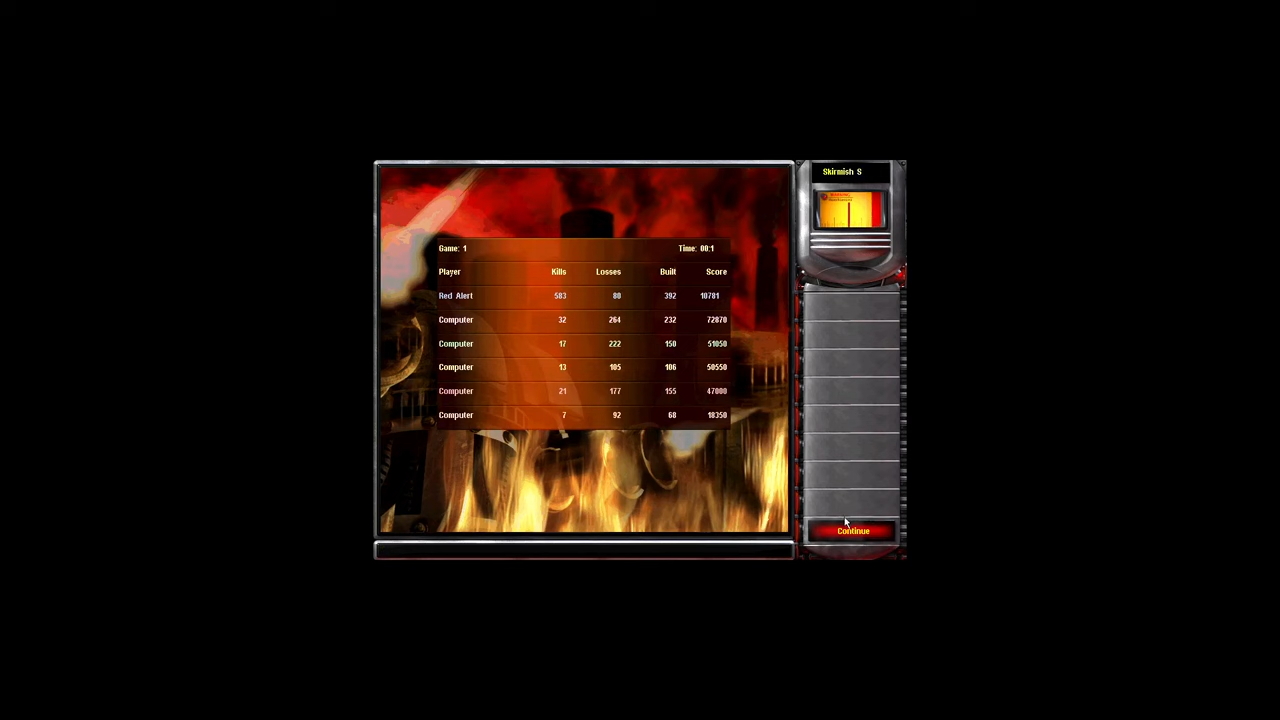 Skirmish S
Game: 1 Time: 00:1
Player Kills Losses Built Score
Red Alert 583 80 392 10781
Computer 32 264 232 72870
Computer 17 222 150 51050
Computer 13 105 106 50550
Computer 21 177 155 47000
Computer 7 92 68 18350
Continue